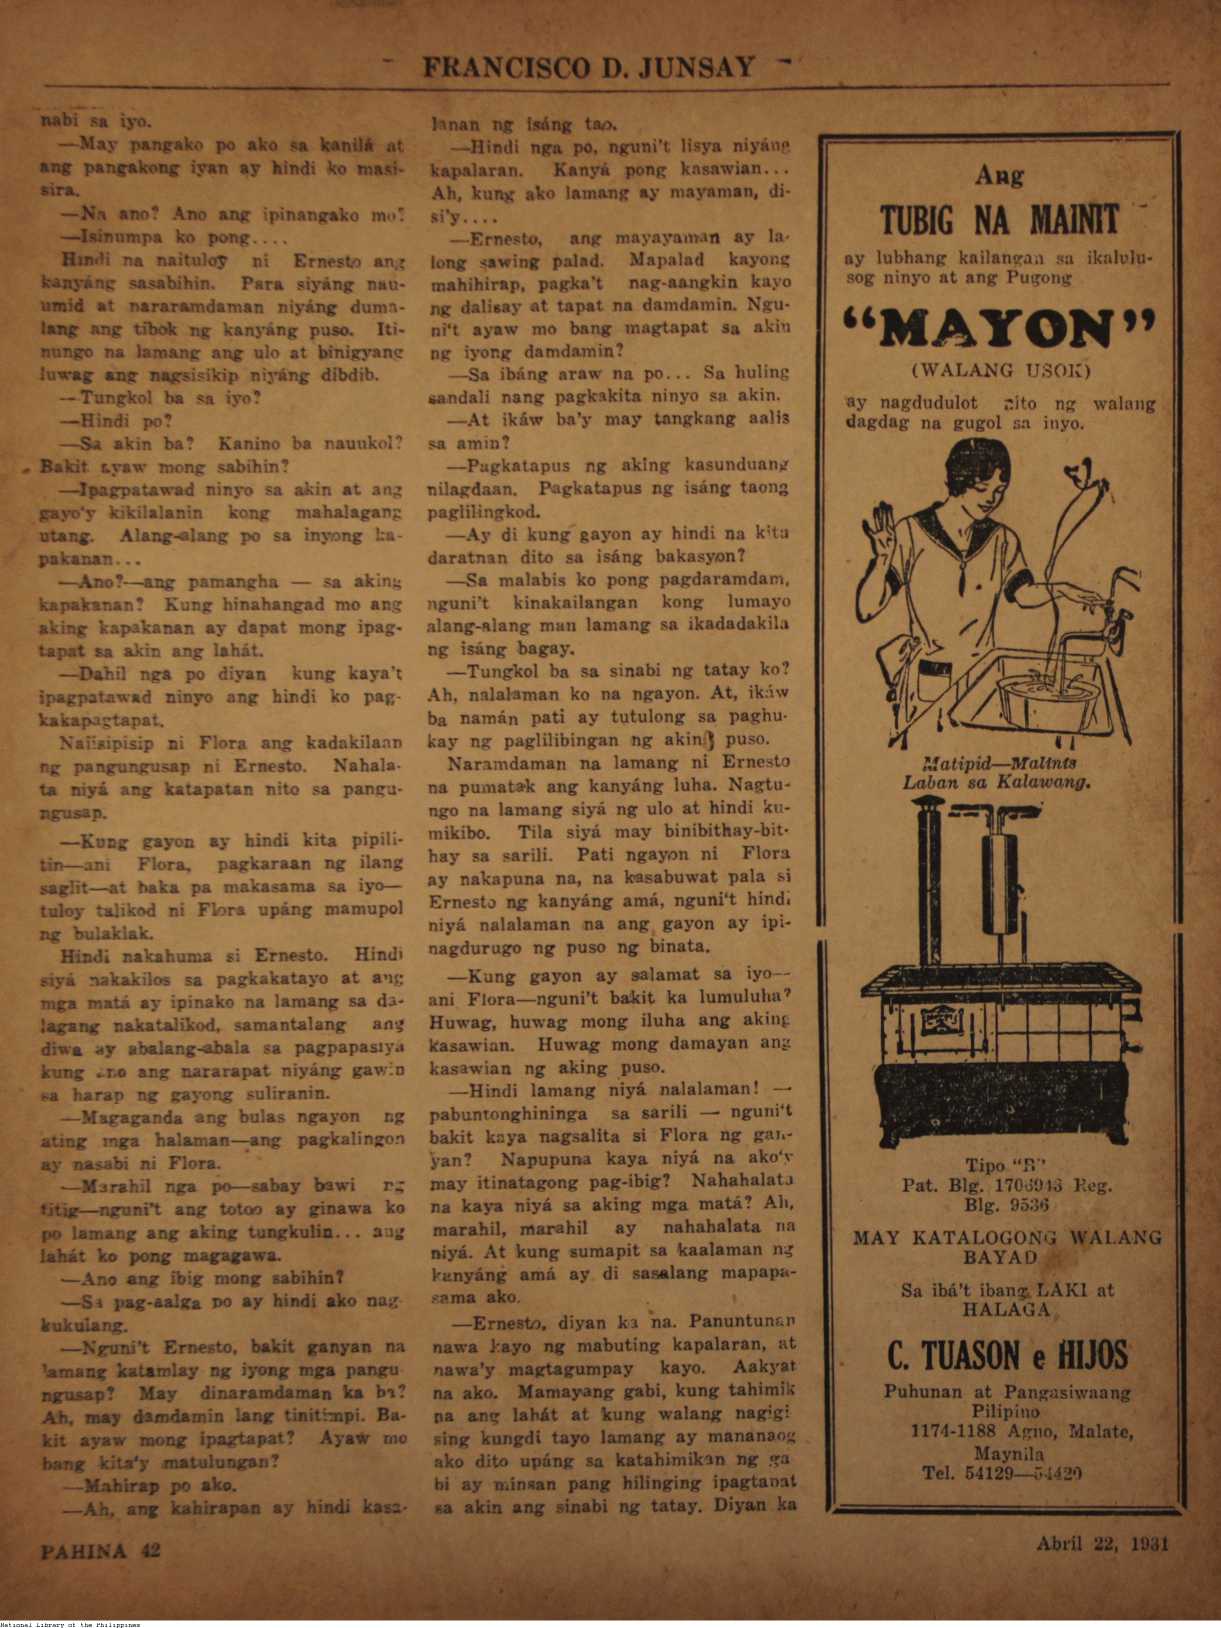 FRANCISCO D. JUNSAY
nabi sa iyo.
—May pangako po ako sa kanilá at
ang pangakong iyan ay hindi ko masi-
sira.
—Na ano? Ano ang ipinangako mo?
—Isinumpa ko pong....
Hindi na naituloy ni Ernesto ang
kanyáng sasabihin. Para siyáng nau-
umid at nararamdaman niyáng duma-
lang ang tibok ng kanyáng puso. Iti-
nungo na lamang ang ulo at binigyang
luwag ang nagsisikip niyáng dibdib.
—Tungkol ba sa iyo?
—Hindi po?
—Sa akin ba? Kanino ba nauukol?
Bakit ayaw mong sabihin?
—Ipagpatawad ninyo sa akin at ang
gayo'y kikilalanin kong mahalagang
utang. Alang-alang po sa inyong ka-
pakanan...
—Ano?—ang pamangha — sa aking
kapakanan? Kung hinahangad mo ang
aking kapakanan ay dapat mong ipag-
tapat sa akin ang lahát.
—Dahil nga po diyan kung kaya't
ipagpatawad ninyo ang hindi ko pag-
kakapagtapat.
Naiisipisip ni Flora ang kadakilaan
ng pangungusap ni Ernesto. Nahala-
ta niyá ang katapatan nito sa pangu-
ngusap.
—Kung gayon ay hindi kita pipili-
tin—ani Flora, pagkaraan ng ilang
saglit—at baka pa makasama sa iyo—
tuloy talikod ni Flora upáng mamupol
ng bulaklak.
Hindi nakahuma si Ernesto. Hindi
siyá nakakilos sa pagkakatayo at ang
mga matá ay ipinako na lamang sa da-
lagang nakatalikod, samantalang ang
diwa ay abalang-abala sa pagpapasiya
kung ano ang nararapat niyáng gawin
sa harap ng gayong suliranin.
—Magaganda ang bulas ngayon ng
ating mga halaman—ang pagkalingon
ay nasabi ni Flora.
—Marahil nga po—sabay bawi ng
titig—nguni't ang totoo ay ginawa ko
po lamang ang aking tungkulin... ang
lahát ko pong magagawa.
—Ano ang ibig mong sabihin?
—Sa pag-aalga po ay hindi ako nag-
kukulang.
—Nguni't Ernesto, bakit ganyan na
lamang katamlay ng iyong mga pangu-
ngusap? May dinaramdaman ka ba?
Ah, may damdamin lang tinitimpi. Ba-
kit ayaw mong ipagtapat? Ayaw mo
bang kita'y matulungan?
—Mahirap po ako.
—Ah, ang kahirapan ay hindi kasa-
lanan ng isáng tao.
—Hindi nga po, nguni't lisya niyáng
kapalaran. Kanyá pong kasawian...
Ah, kung ako lamang ay mayaman, di-
si'y....
—Ernesto, ang mayayaman ay la-
long sawing palad. Mapalad kayong
mahihirap, pagka't nag-aangkin kayo
ng dalisay at tapat na damdamin. Ngu-
ni't ayaw mo bang magtapat sa akin
ng iyong damdamin?
—Sa ibáng araw na po... Sa huling
sandali nang pagkakita ninyo sa akin.
—At ikáw ba'y may tangkang aalis
sa amin?
—Pagkatapus ng aking kasunduang
nilagdaan. Pagkatapus ng isáng taong
paglilingkod.
—Ay di kung gayon ay hindi na kita
daratnan dito sa isáng bakasyon?
—Sa malabis ko pong pagdaramdam,
nguni't kinakailangan kong lumayo
alang-alang man lamang sa ikadadakila
ng isáng bagay.
—Tungkol ba sa sinabi ng tatay ko?
Ah, nalalaman ko na ngayon. At, ikáw
ba namán pati ay tutulong sa paghu-
kay ng paglilibingan ng aking puso.
Naramdaman na lamang ni Ernesto
na pumatak ang kanyáng luha. Nagtu-
ngo na lamang siyá ng ulo at hindi ku-
mikibo. Tila siyá may binibithay-bit-
hay sa sarili. Pati ngayon ni Flora
ay nakapuna na, na kasabuwat pala si
Ernesto ng kanyáng amá, nguni't hindi
niyá nalalaman na ang gayon ay ipi-
nagdurugo ng puso ng binata.
—Kung gayon ay salamat sa iyo—
ani Flora—nguni't bakit ka lumuluha?
Huwag, huwag mong iluha ang aking
kasawian. Huwag mong damayan ang
kasawian ng aking puso.
—Hindi lamang niyá nalalaman! —
pabuntonghininga sa sarili — nguni't
bakit kaya nagsalita si Flora ng gan-
yan? Napupuna kaya niyá na ako'y
may itinatagong pag-ibig? Nahahalata
na kaya niyá sa aking mga matá? Ah,
marahil, marahil ay nahahalata na
niyá. At kung sumapit sa kaalaman ng
kanyáng amá ay di sasalang mapapa-
sama ako.
—Ernesto, diyan ka na. Panuntunan
nawa kayo ng mabuting kapalaran, at
nawa'y magtagumpay kayo. Aakyat
na ako. Mamayang gabi, kung tahimik
na ang lahát at kung walang nagigi
sing kungdi tayo lamang ay mananaog
ako dito upáng sa katahimikan ng ga
bi ay minsan pang hilinging ipagtapat
sa akin ang sinabi ng tatay. Diyan ka
Ang
TUBIG NA MAINIT
ay lubhang kailangan sa ikalulu-
sog ninyo at ang Pugong
“MAYON”
(WALANG USOK)
ay nagdudulot nito ng walang
dagdag na gugol sa inyo.
Matipid—Malinis
Laban sa Kalawang.
Tipo “B”
Pat. Blg. 1706943 Reg.
Blg. 9536
MAY KATALOGONG WALANG
BAYAD
Sa ibá't ibang LAKI at
HALAGA
C. TUASON e HIJOS
Puhunan at Pangasiwaang
Pilipino
1174-1188 Agno, Malate,
Maynila
Tel. 54129—54420
PAHINA 42
Abril 22, 1931
National Library of the Philippines